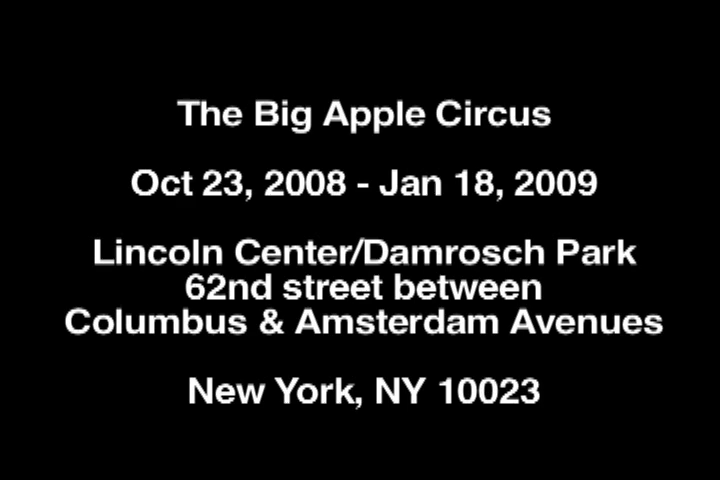 The Big Apple Circus
Oct 23, 2008 - Jan 18, 2009
Lincoln Center/Damrosch Park
62nd street between
Columbus & Amsterdam Avenues
New York, NY 10023